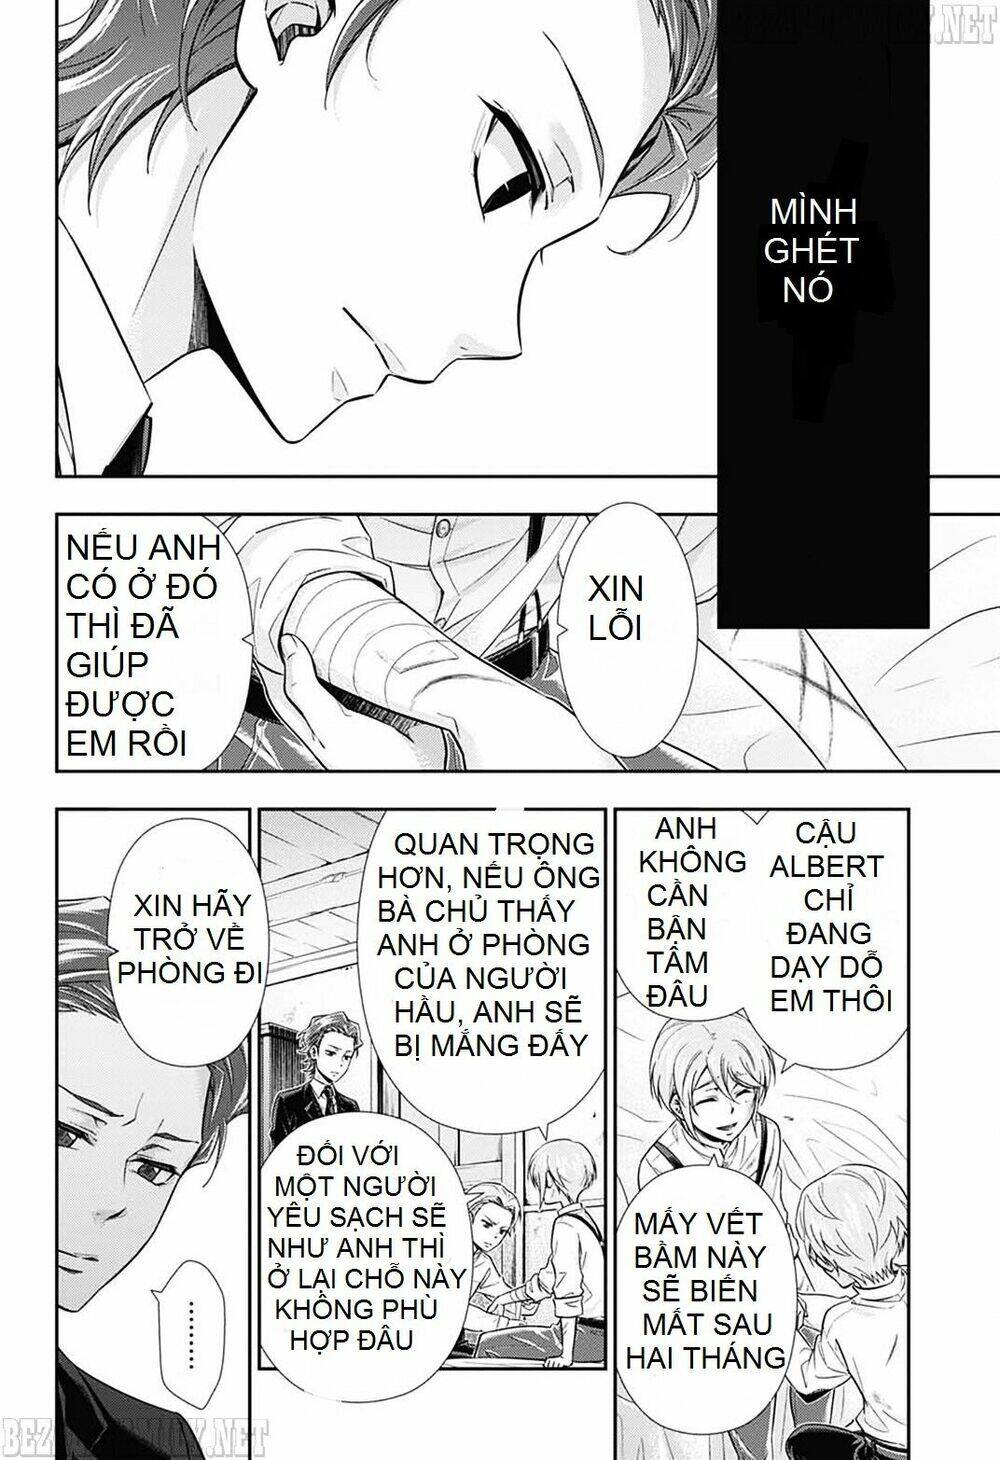 MÌNH
GHÉT
NÓ
XIN
LỖI
NẾU ANH
CÓ Ở ĐÓ
THÌ ĐÃ
GIÚP
ĐƯỢC
EM RỒI
CẬU
ALBERT
CHỈ
ĐANG
DẠY DỖ
EM THÔI
ANH
KHÔNG
CẦN
BẬN
TÂM
ĐÂU
MẤY VẾT
BẦM NÀY
SẼ BIẾN
MẤT SAU
HAI THÁNG
QUAN TRỌNG
HƠN, NẾU ÔNG
BÀ CHỦ THẤY
ANH Ở PHÒNG
CỦA NGƯỜI
HẦU, ANH SẼ
BỊ MẮNG ĐẤY
ĐỐI VỚI
MỘT NGƯỜI
YÊU SẠCH SẼ
NHƯ ANH THÌ
Ở LẠI CHỖ NÀY
KHÔNG PHÙ
HỢP ĐÂU
XIN HÃY
TRỞ VỀ
PHÒNG ĐI
.........